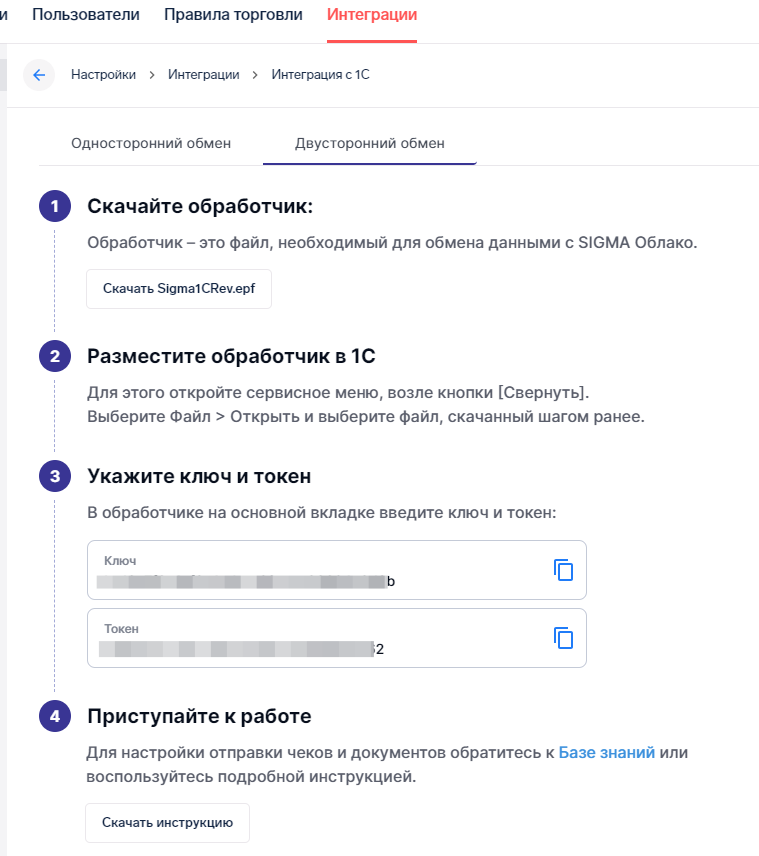 и Пользователи Правила торговли Интеграции
Настройки > Интеграции > Интеграция с 1С
Односторонний обмен Двусторонний обмен
1 Скачайте обработчик:
Обработчик – это файл, необходимый для обмена данными с SIGMA Облако.
Скачать Sigma1CRev.epf
2 Разместите обработчик в 1С
Для этого откройте сервисное меню, возле кнопки [Свернуть].
Выберите Файл > Открыть и выберите файл, скачанный шагом ранее.
3 Укажите ключ и токен
В обработчике на основной вкладке введите ключ и токен:
Ключ
b
Токен
2
4 Приступайте к работе
Для настройки отправки чеков и документов обратитесь к Базе знаний или
воспользуйтесь подробной инструкцией.
Скачать инструкцию